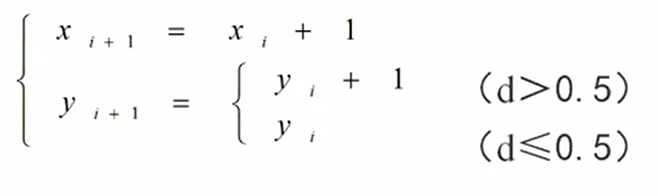 x i + 1 = x i + 1
y i + 1 = y i + 1 (d>0.5)
y i (d≤0.5)